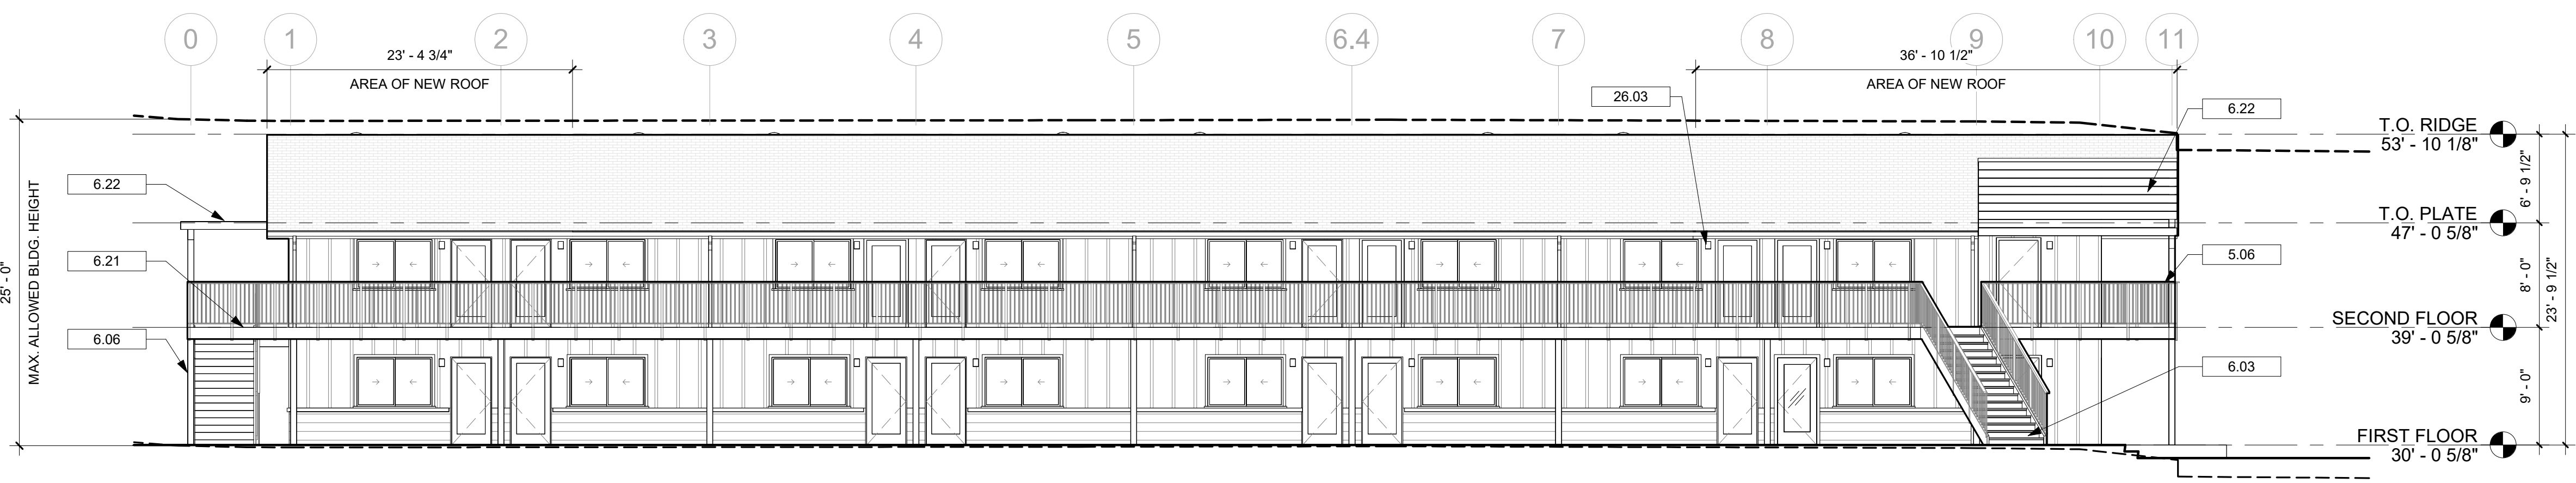 0
1
2
3
4
5
6.4
7
8
9
10
11
23' - 4 3/4"
AREA OF NEW ROOF
36' - 10 1/2"
AREA OF NEW ROOF
26.03
6.22
6.22
6.21
6.06
5.06
6.03
25' - 0"
MAX. ALLOWED BLDG. HEIGHT
T.O. RIDGE
53' - 10 1/8"
T.O. PLATE
47' - 0 5/8"
SECOND FLOOR
39' - 0 5/8"
FIRST FLOOR
30' - 0 5/8"
6' - 9 1/2"
8' - 0"
9' - 0"
23' - 9 1/2"